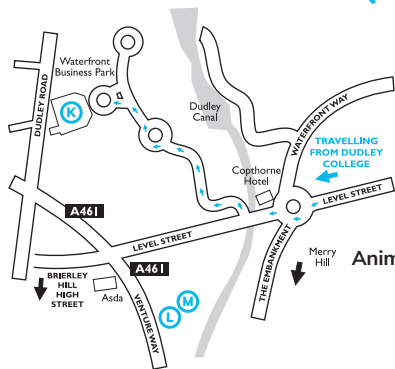 Waterfront
Business Park
DUDLEY ROAD
K
Dudley
Canal
WATERFRONT WAY
TRAVELLING
FROM DUDLEY
COLLEGE
Copthorne
Hotel
LEVEL STREET
A461
LEVEL STREET
THE EMBANKMENT
Merry
Hill
Anim
A461
BRIERLEY
HILL
HIGH
STREET
Asda
VENTURE WAY
M
L